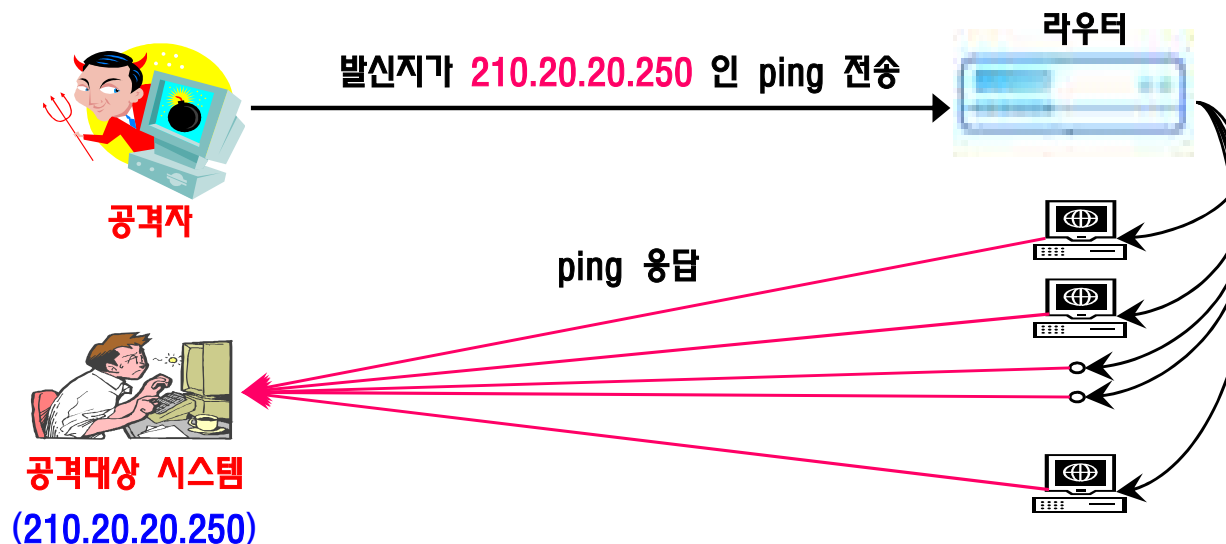 라우터
발신지가 210.20.20.250 인 ping 전송
공격자
ping 응답
공격대상 시스템
(210.20.20.250)